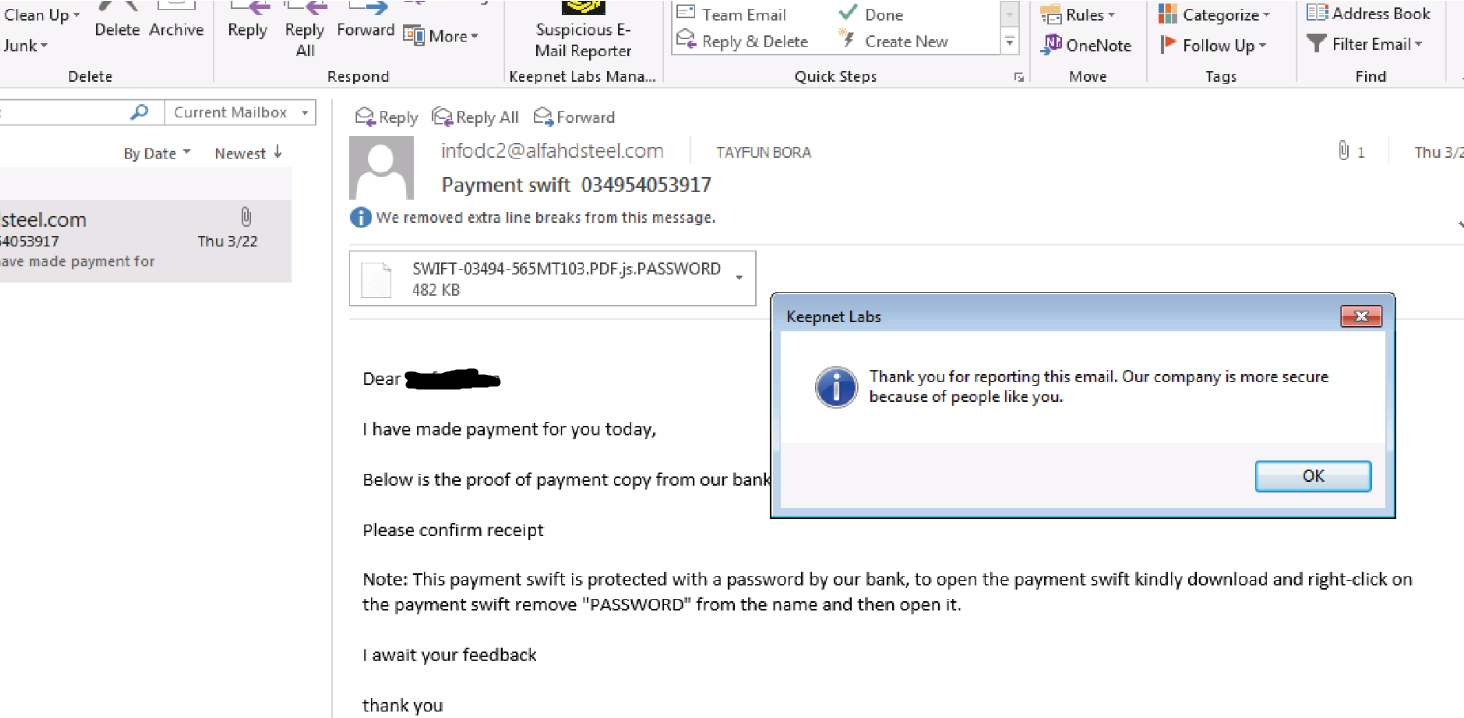 Clean Up
Junk
Delete Archive
Delete
Reply
Reply All
Forward
More
Respond
Suspicious E-Mail Reporter
Keepnet Labs Mana...
Team Email
Reply & Delete
Done
Create New
Quick Steps
Rules
OneNote
Move
Categorize
Follow Up
Tags
Address Book
Filter Email
Find
Current Mailbox
By Date Newest
steel.com
54053917 Thu 3/22
ave made payment for
Reply Reply All Forward
infodc2@alfahdsteel.com TAYFUN BORA 1 Thu 3/2
Payment swift 034954053917
We removed extra line breaks from this message.
SWIFT-03494-565MT103.PDF.js.PASSWORD
482 KB
Keepnet Labs
Thank you for reporting this email. Our company is more secure
because of people like you.
OK
Dear
I have made payment for you today,
Below is the proof of payment copy from our bank
Please confirm receipt
Note: This payment swift is protected with a password by our bank, to open the payment swift kindly download and right-click on
the payment swift remove "PASSWORD" from the name and then open it.
I await your feedback
thank you